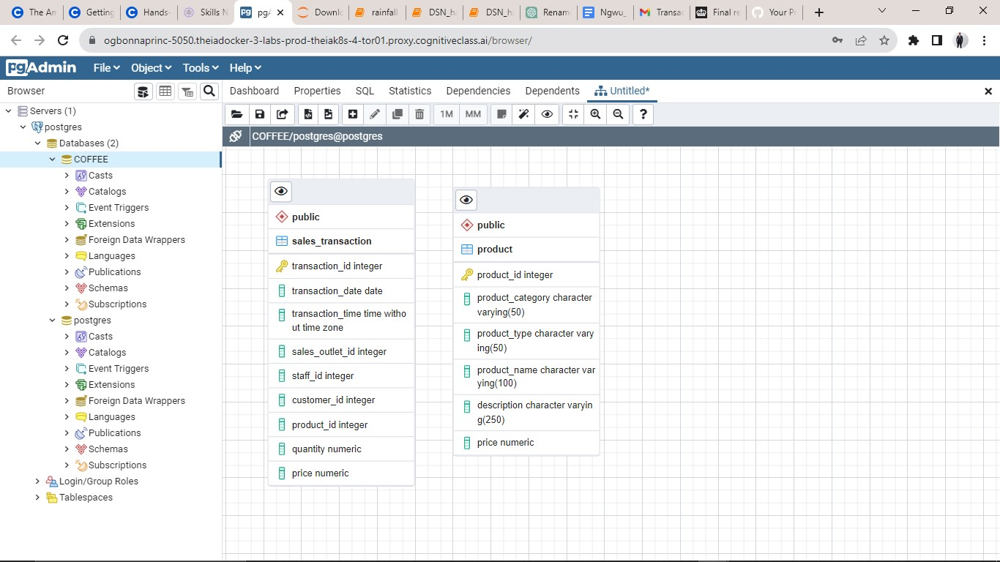 The Am
Getting
Hands-
Skills N
pgA
Downl
rainfall
DSN_ha
DSN_ha
Renam
Ngwu_
Transac
Final re
Your Pr
ogbonnaprinc-5050.theiadocker-3-labs-prod-theiak8s-4-tor01.proxy.cognitiveclass.ai/browser/
pgAdmin
File
Object
Tools
Help
Browser
Dashboard
Properties
SQL
Statistics
Dependencies
Dependents
Untitled*
1M
MM
?
COFFEE/postgres@postgres
Servers (1)
postgres
Databases (2)
COFFEE
Casts
Catalogs
Event Triggers
Extensions
Foreign Data Wrappers
Languages
Publications
Schemas
Subscriptions
postgres
Casts
Catalogs
Event Triggers
Extensions
Foreign Data Wrappers
Languages
Publications
Schemas
Subscriptions
Login/Group Roles
Tablespaces
public
sales_transaction
transaction_id integer
transaction_date date
transaction_time time witho
ut time zone
sales_outlet_id integer
staff_id integer
customer_id integer
product_id integer
quantity numeric
price numeric
public
product
product_id integer
product_category character
varying(50)
product_type character vary
ing(50)
product_name character var
ying(100)
description character varyin
g(250)
price numeric